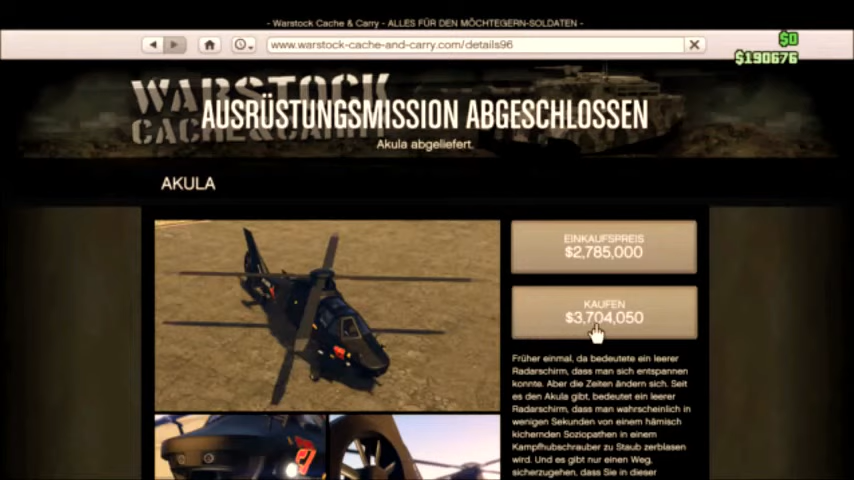 - Warstock Cache & Carry - ALLES FÜR DEN MÖCHTEGERN-SOLDATEN -
www.warstock-cache-and-carry.com/details96
$0
$190676
WARSTOCK
CACHE & CARRY
AUSRÜSTUNGSMISSION ABGESCHLOSSEN
Akula abgeliefert.
AKULA
EINKAUFSPREIS
$2,785,000
KAUFEN
$3,704,050
Früher einmal, da bedeutete ein leerer
Radarschirm, dass man sich entspannen
konnte. Aber die Zeiten ändern sich. Seit
es den Akula gibt, bedeutet ein leerer
Radarschirm, dass man wahrscheinlich in
wenigen Sekunden von einem hämisch
kichernden Soziopathen in einem
Kampfhubschrauber zu Staub zerblasen
wird. Und es gibt nur einen Weg,
sicherzugehen, dass Sie in dieser